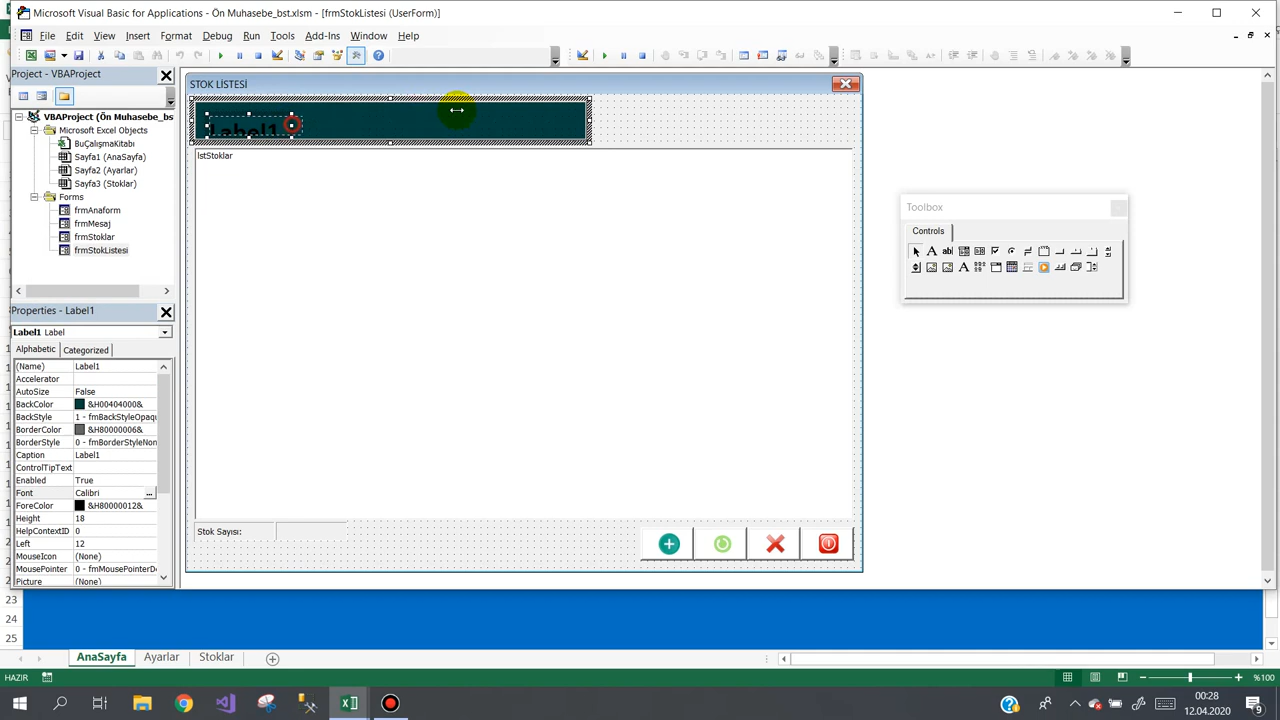 Microsoft Visual Basic for Applications - Ön Muhasebe_bst.xlsm - [frmStokListesi (UserForm)]
File Edit View Insert Format Debug Run Tools Add-Ins Window Help
Project - VBAProject
VBAProject (Ön Muhasebe_bs
Microsoft Excel Objects
BuÇalışmaKitabı
Sayfa1 (AnaSayfa)
Sayfa2 (Ayarlar)
Sayfa3 (Stoklar)
Forms
frmAnaform
frmMesaj
frmStoklar
frmStokListesi
Properties - Label1
Label1 Label
Alphabetic Categorized
(Name) Label1
Accelerator
AutoSize False
BackColor &H00404000&
BackStyle 1 - fmBackStyleOpaqu
BorderColor &H80000006&
BorderStyle 0 - fmBorderStyleNon
Caption Label1
ControlTipText
Enabled True
Font Calibri ...
ForeColor &H80000012&
Height 18
HelpContextID 0
Left 12
MouseIcon (None)
MousePointer 0 - fmMousePointerDe
Picture (None)
STOK LİSTESİ
Label1
lstStoklar
Stok Sayısı:
Toolbox
Controls
23
24
25
AnaSayfa Ayarlar Stoklar
HAZIR
%100
00:28
12.04.2020
9